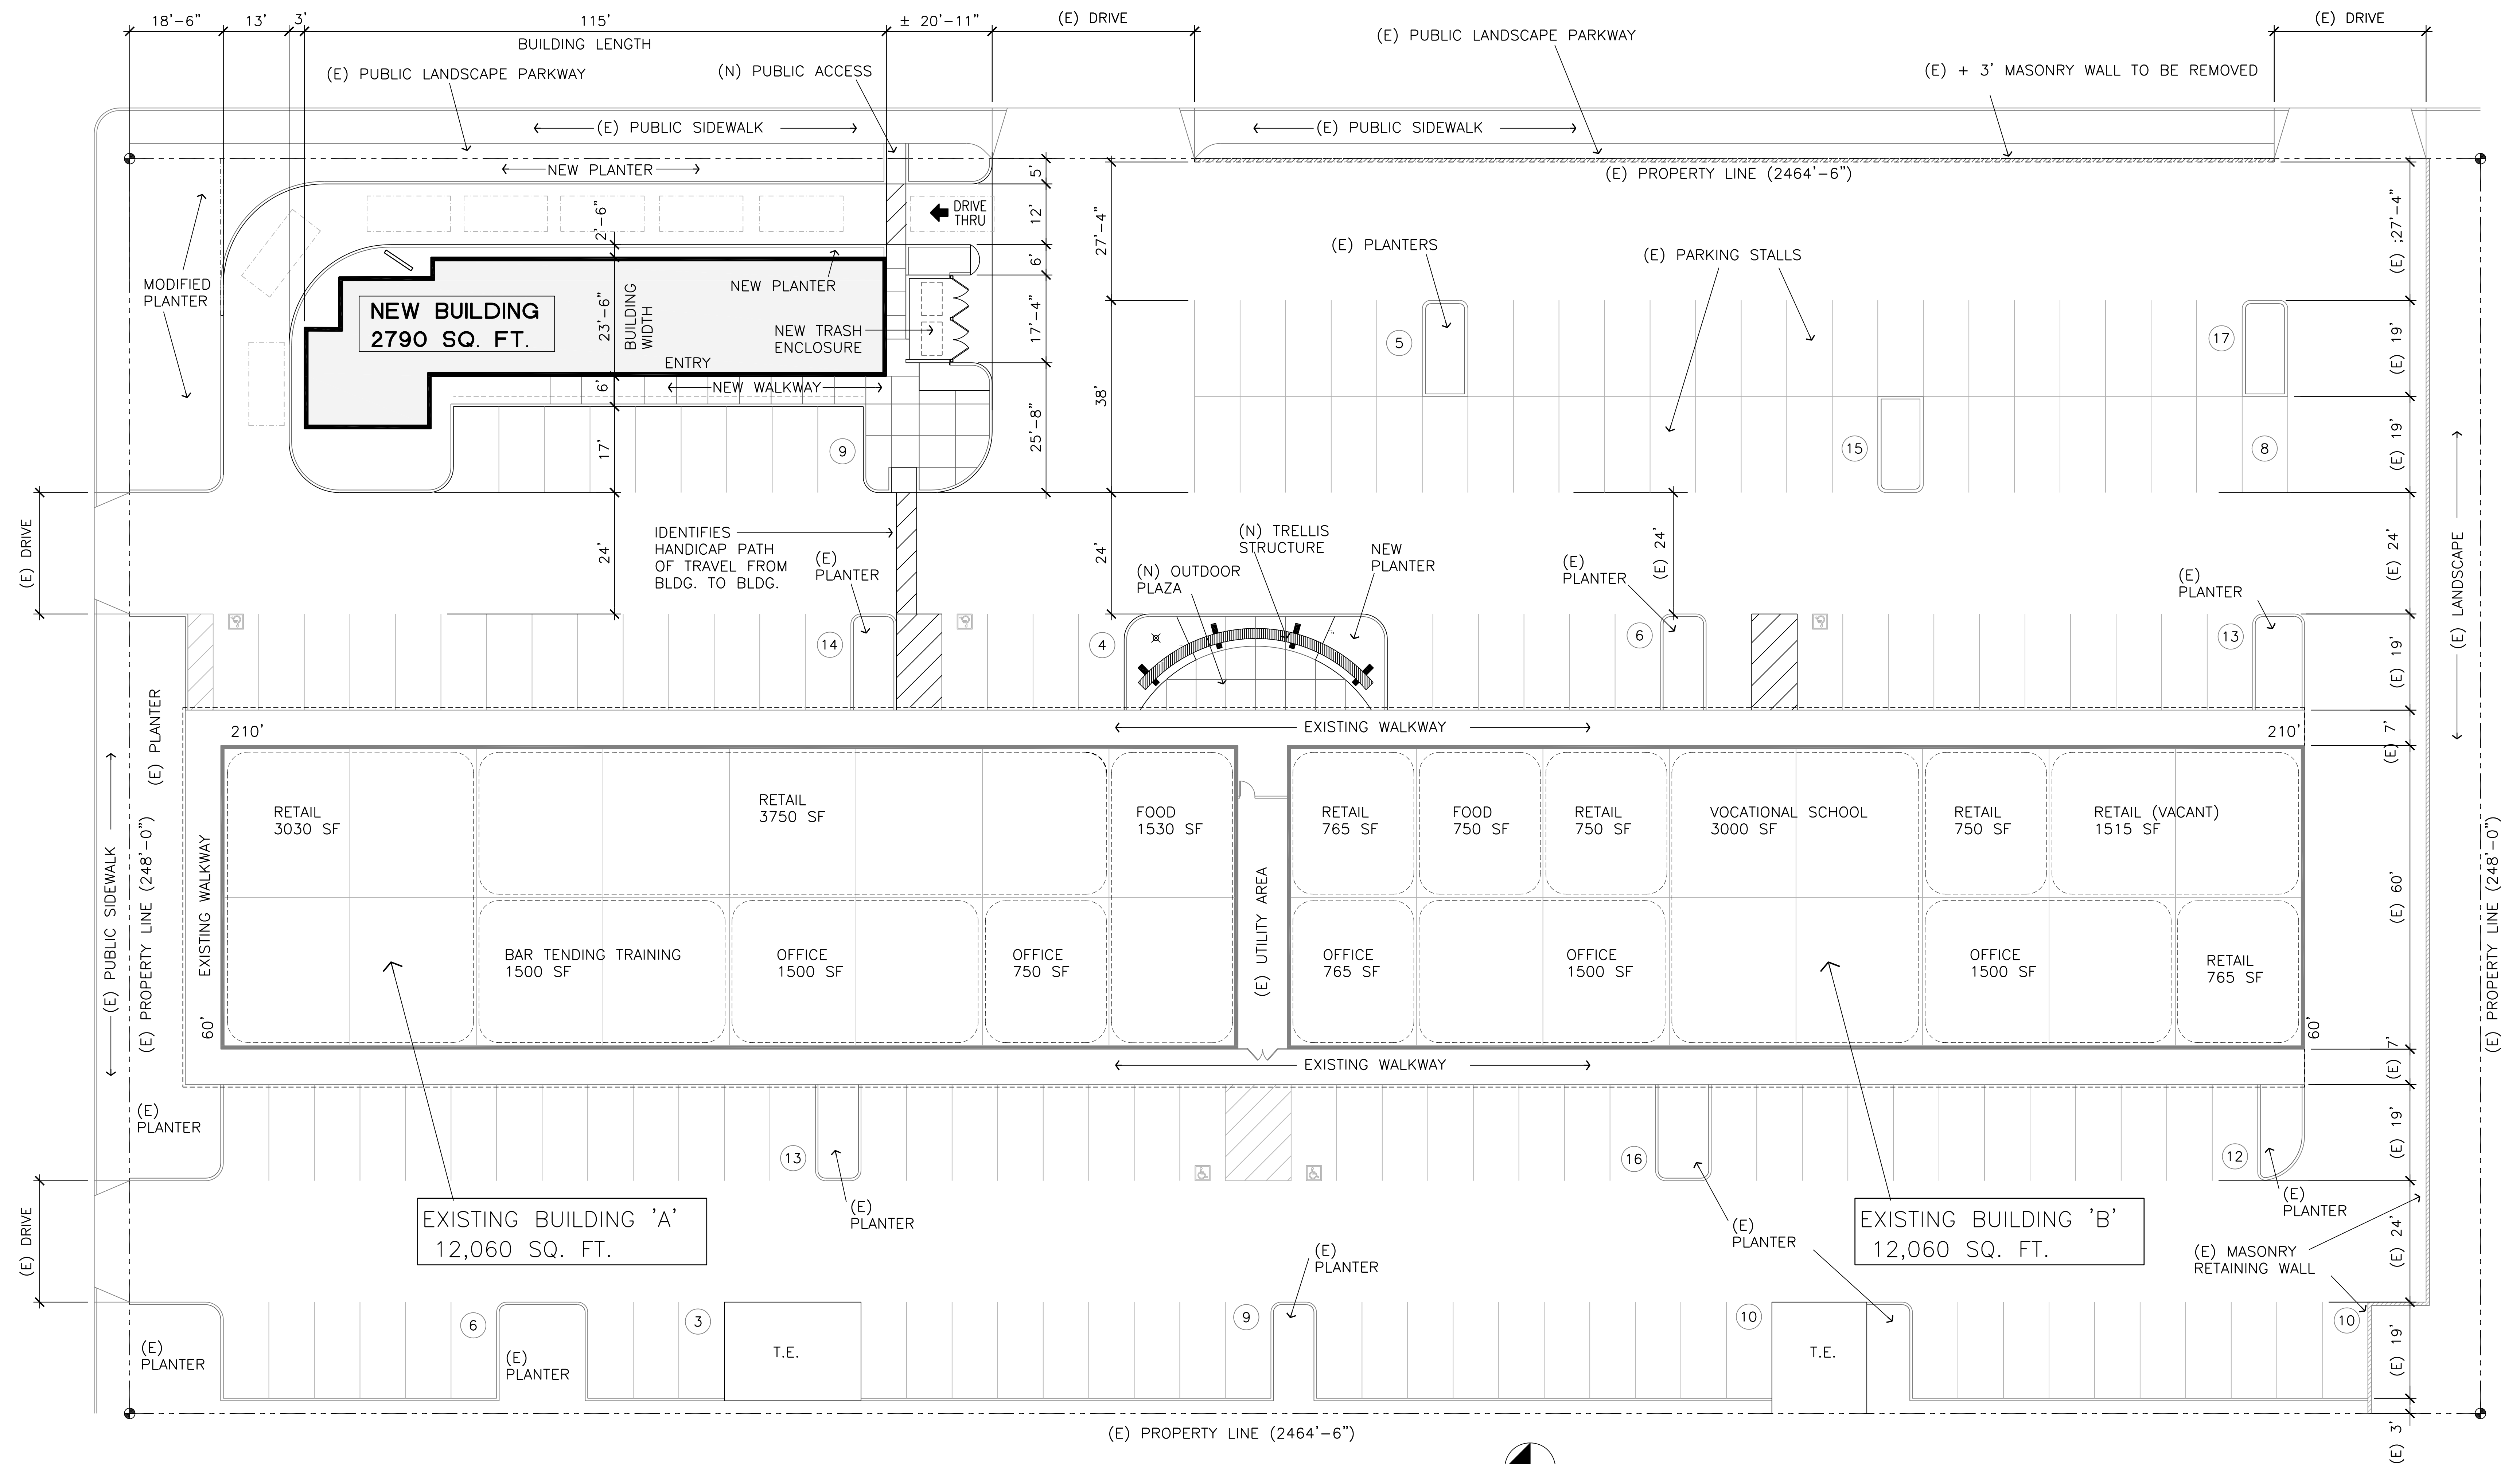 18'-6"
13'
3'
115'
BUILDING LENGTH
± 20'-11"
(E) DRIVE
(E) DRIVE
(E) PUBLIC LANDSCAPE PARKWAY
(N) PUBLIC ACCESS
(E) PUBLIC LANDSCAPE PARKWAY
(E) + 3' MASONRY WALL TO BE REMOVED
(E) PUBLIC SIDEWALK
(E) PUBLIC SIDEWALK
NEW PLANTER
(E) PROPERTY LINE (2464'-6")
5'
12'
6'
17'-4"
25'-8"
27'-4"
38'
24'
DRIVE
THRU
2'-6"
23'-6"
BUILDING
WIDTH
6'
17'
24'
MODIFIED
PLANTER
NEW BUILDING
2790 SQ. FT.
NEW PLANTER
NEW TRASH
ENCLOSURE
ENTRY
NEW WALKWAY
9
(E) PLANTERS
(E) PARKING STALLS
5
17
15
8
(E) :27'-4"
(E) 19'
(E) 19'
(E) 24'
(E) 19'
(E) 7'
(E) 60'
(E) 7'
(E) 19'
(E) 24'
(E) 19'
(E) 3'
(E) LANDSCAPE
(E) PROPERTY LINE (248'-0")
(E) DRIVE
IDENTIFIES
HANDICAP PATH
OF TRAVEL FROM
BLDG. TO BLDG.
(E)
PLANTER
(N) TRELLIS
STRUCTURE
(N) OUTDOOR
PLAZA
NEW
PLANTER
(E)
PLANTER
(E) 24'
(E)
PLANTER
14
4
6
13
(E) PLANTER
EXISTING WALKWAY
210'
210'
(E) PUBLIC SIDEWALK
(E) PROPERTY LINE (248'-0")
EXISTING WALKWAY
60'
RETAIL
3030 SF
RETAIL
3750 SF
FOOD
1530 SF
RETAIL
765 SF
FOOD
750 SF
RETAIL
750 SF
VOCATIONAL SCHOOL
3000 SF
RETAIL
750 SF
RETAIL (VACANT)
1515 SF
(E) UTILITY AREA
BAR TENDING TRAINING
1500 SF
OFFICE
1500 SF
OFFICE
750 SF
OFFICE
765 SF
OFFICE
1500 SF
OFFICE
1500 SF
RETAIL
765 SF
60'
EXISTING WALKWAY
(E)
PLANTER
13
16
12
(E) DRIVE
EXISTING BUILDING 'A'
12,060 SQ. FT.
(E)
PLANTER
(E)
PLANTER
(E)
PLANTER
EXISTING BUILDING 'B'
12,060 SQ. FT.
(E)
PLANTER
(E) MASONRY
RETAINING WALL
6
3
9
10
10
(E)
PLANTER
(E)
PLANTER
T.E.
T.E.
(E) PROPERTY LINE (2464'-6")